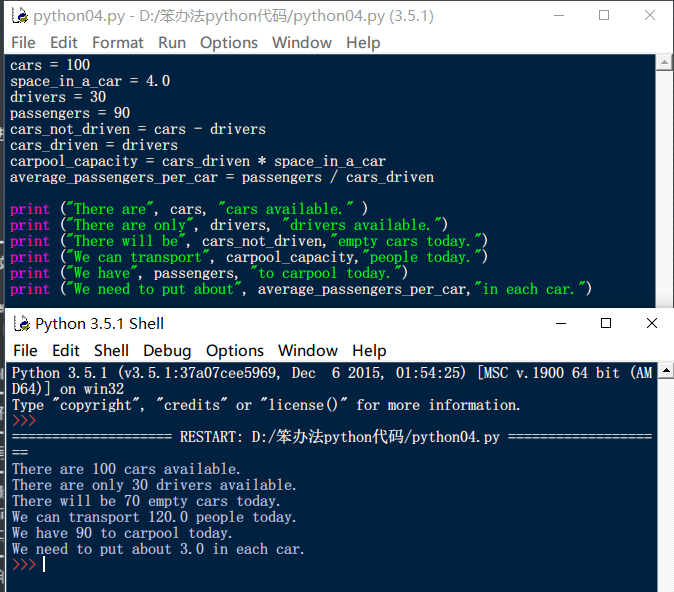 python04.py - D:/笨办法python代码/python04.py (3.5.1)
File Edit Format Run Options Window Help
cars = 100
space_in_a_car = 4.0
drivers = 30
passengers = 90
cars_not_driven = cars - drivers
cars_driven = drivers
carpool_capacity = cars_driven * space_in_a_car
average_passengers_per_car = passengers / cars_driven
print ("There are", cars, "cars available." )
print ("There are only", drivers, "drivers available.")
print ("There will be", cars_not_driven,"empty cars today.")
print ("We can transport", carpool_capacity,"people today.")
print ("We have", passengers, "to carpool today.")
print ("We need to put about", average_passengers_per_car,"in each car.")
Python 3.5.1 Shell
File Edit Shell Debug Options Window Help
Python 3.5.1 (v3.5.1:37a07cee5969, Dec  6 2015, 01:54:25) [MSC v.1900 64 bit (AM
D64)] on win32
Type "copyright", "credits" or "license()" for more information.
>>>
==================== RESTART: D:/笨办法python代码/python04.py ==================
==
There are 100 cars available.
There are only 30 drivers available.
There will be 70 empty cars today.
We can transport 120.0 people today.
We have 90 to carpool today.
We need to put about 3.0 in each car.
>>>